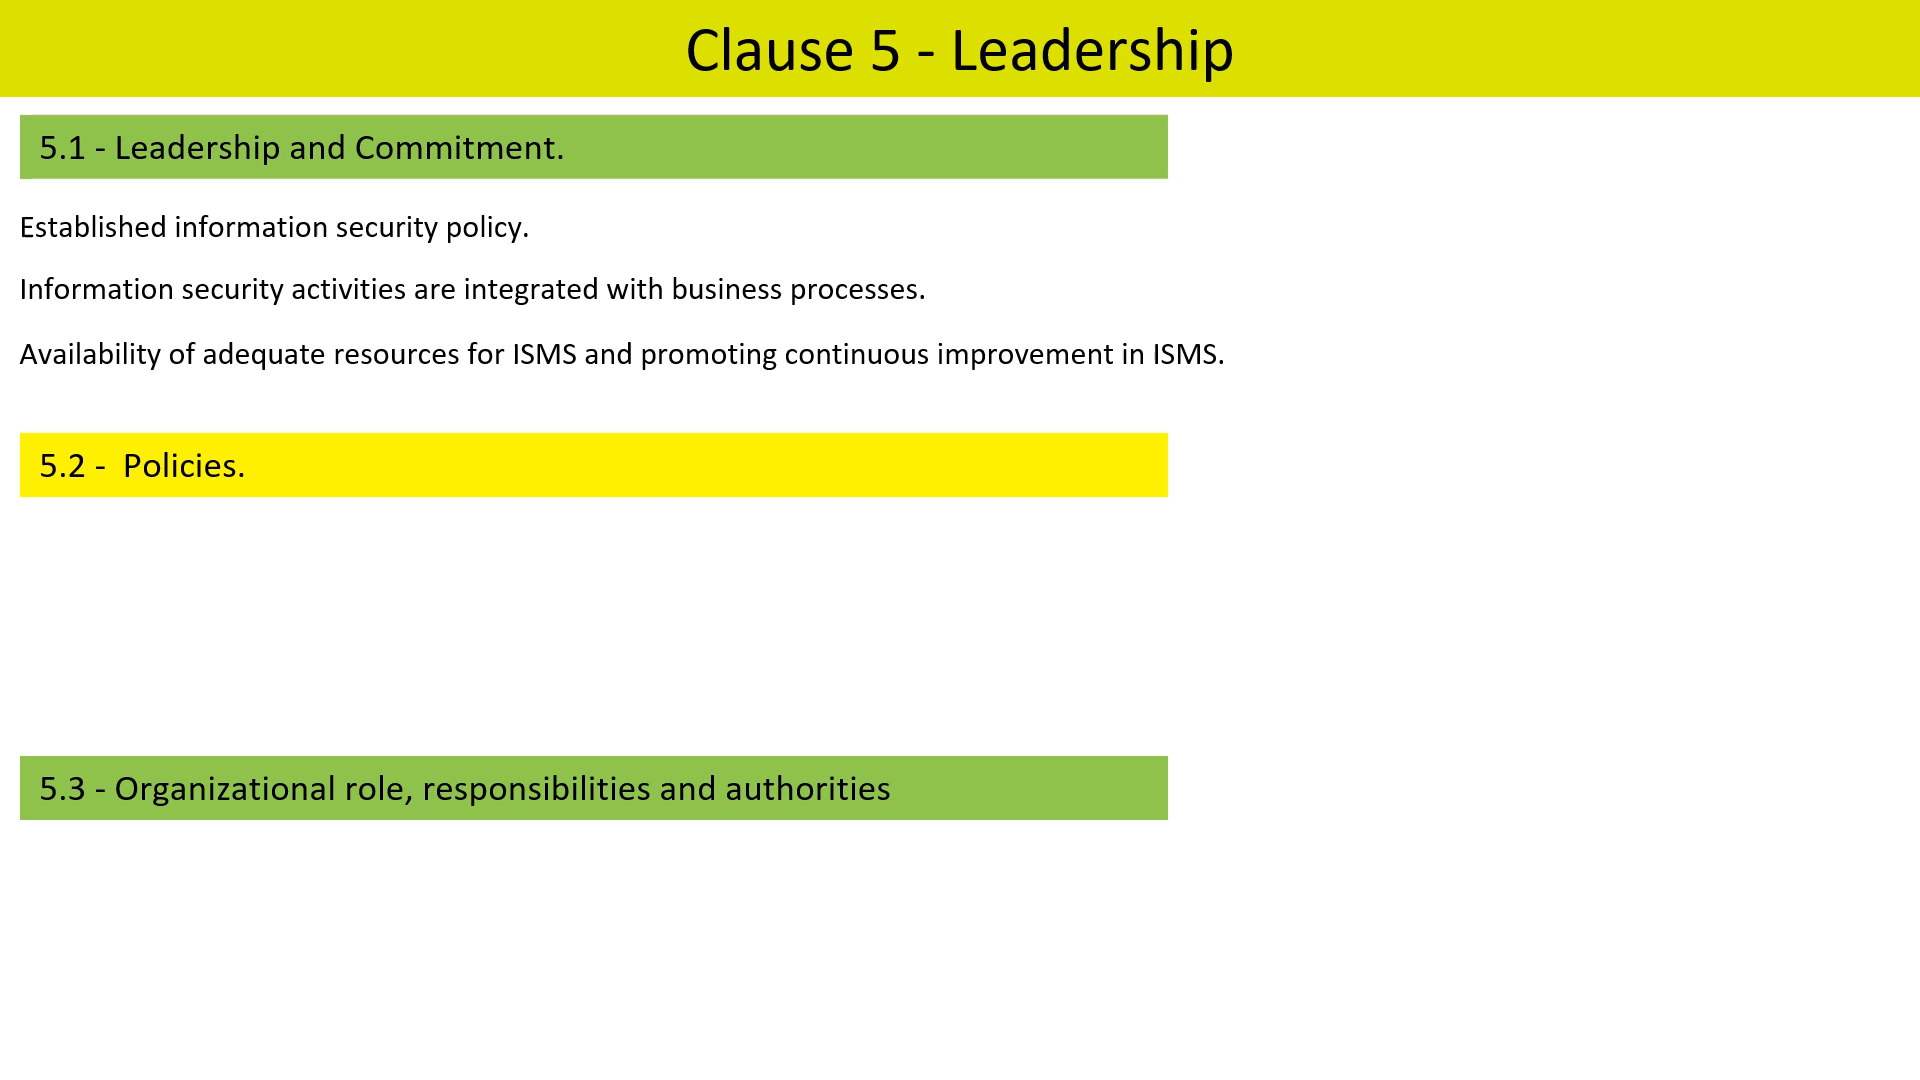 Clause 5 - Leadership
5.1 - Leadership and Commitment.
Established information security policy.
Information security activities are integrated with business processes.
Availability of adequate resources for ISMS and promoting continuous improvement in ISMS.
5.2 -  Policies.
5.3 - Organizational role, responsibilities and authorities